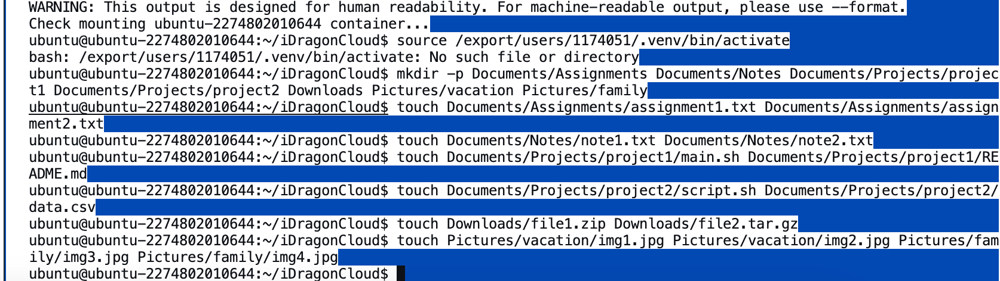 WARNING: This output is designed for human readability. For machine-readable output, please use --format.
Check mounting ubuntu-2274802010644 container...
ubuntu@ubuntu-2274802010644:~/iDragonCloud$ source /export/users/1174051/.venv/bin/activate
bash: /export/users/1174051/.venv/bin/activate: No such file or directory
ubuntu@ubuntu-2274802010644:~/iDragonCloud$ mkdir -p Documents/Assignments Documents/Notes Documents/Projects/projec
t1 Documents/Projects/project2 Downloads Pictures/vacation Pictures/family
ubuntu@ubuntu-2274802010644:~/iDragonCloud$ touch Documents/Assignments/assignment1.txt Documents/Assignments/assign
ment2.txt
ubuntu@ubuntu-2274802010644:~/iDragonCloud$ touch Documents/Notes/note1.txt Documents/Notes/note2.txt
ubuntu@ubuntu-2274802010644:~/iDragonCloud$ touch Documents/Projects/project1/main.sh Documents/Projects/project1/RE
ADME.md
ubuntu@ubuntu-2274802010644:~/iDragonCloud$ touch Documents/Projects/project2/script.sh Documents/Projects/project2/
data.csv
ubuntu@ubuntu-2274802010644:~/iDragonCloud$ touch Downloads/file1.zip Downloads/file2.tar.gz
ubuntu@ubuntu-2274802010644:~/iDragonCloud$ touch Pictures/vacation/img1.jpg Pictures/vacation/img2.jpg Pictures/fam
ily/img3.jpg Pictures/family/img4.jpg
ubuntu@ubuntu-2274802010644:~/iDragonCloud$